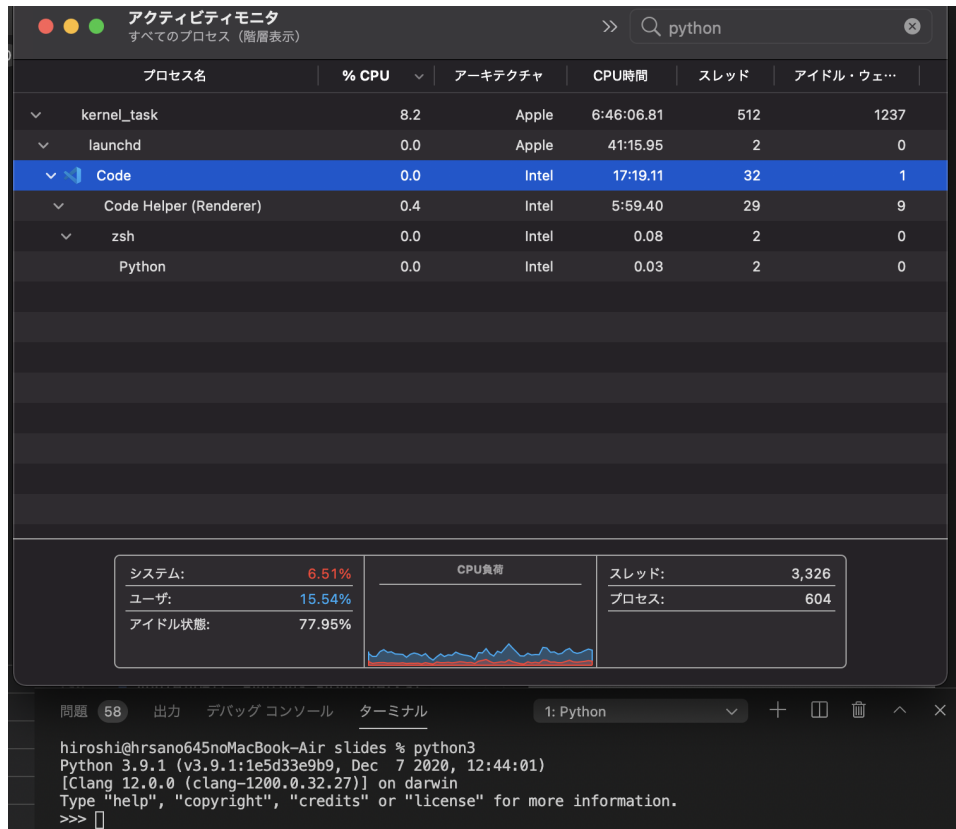 アクティビティモニタ
すべてのプロセス（階層表示）
python
プロセス名 % CPU アーキテクチャ CPU時間 スレッド アイドル・ウェ…
kernel_task 8.2 Apple 6:46:06.81 512 1237
launchd 0.0 Apple 41:15.95 2 0
Code 0.0 Intel 17:19.11 32 1
Code Helper (Renderer) 0.4 Intel 5:59.40 29 9
zsh 0.0 Intel 0.08 2 0
Python 0.0 Intel 0.03 2 0
システム: 6.51% CPU負荷 スレッド: 3,326
ユーザ: 15.54% プロセス: 604
アイドル状態: 77.95%
問題 58 出力 デバッグ コンソール ターミナル 1: Python
hiroshi@hrsano645noMacBook-Air slides % python3
Python 3.9.1 (v3.9.1:1e5d33e9b9, Dec  7 2020, 12:44:01)
[Clang 12.0.0 (clang-1200.0.32.27)] on darwin
Type "help", "copyright", "credits" or "license" for more information.
>>>